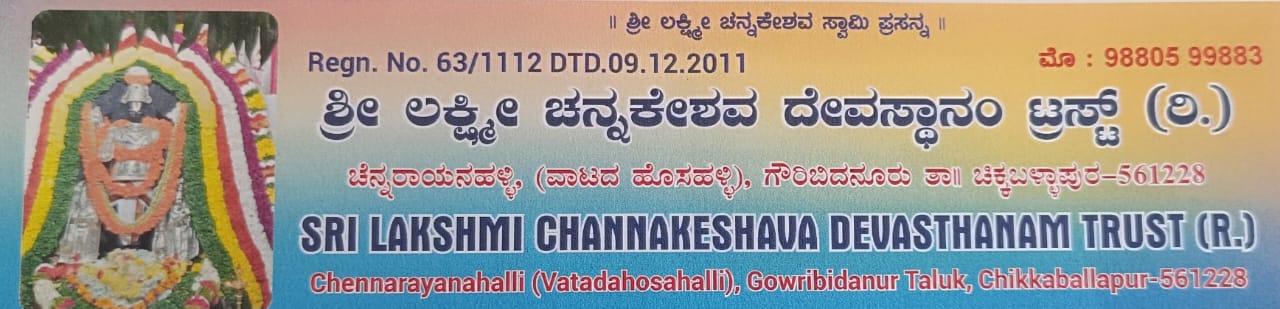 ॥ ಶ್ರೀ ಲಕ್ಷ್ಮೀ ಚನ್ನಕೇಶವ ಸ್ವಾಮಿ ಪ್ರಸನ್ನ ॥
Regn. No. 63/1112 DTD.09.12.2011
ಮೊ : 98805 99883
ಶ್ರೀ ಲಕ್ಷ್ಮೀ ಚನ್ನಕೇಶವ ದೇವಸ್ಥಾನಂ ಟ್ರಸ್ಟ್ (ರಿ.)
ಚೆನ್ನರಾಯನಹಳ್ಳಿ, (ವಾಟದ ಹೊಸಹಳ್ಳಿ), ಗೌರಿಬಿದನೂರು ತಾ॥ ಚಿಕ್ಕಬಳ್ಳಾಪುರ-561228
SRI LAKSHMI CHANNAKESHAVA DEVASTHANAM TRUST (R.)
Chennarayanahalli (Vatadahosahalli), Gowribidanur Taluk, Chikkaballapur-561228